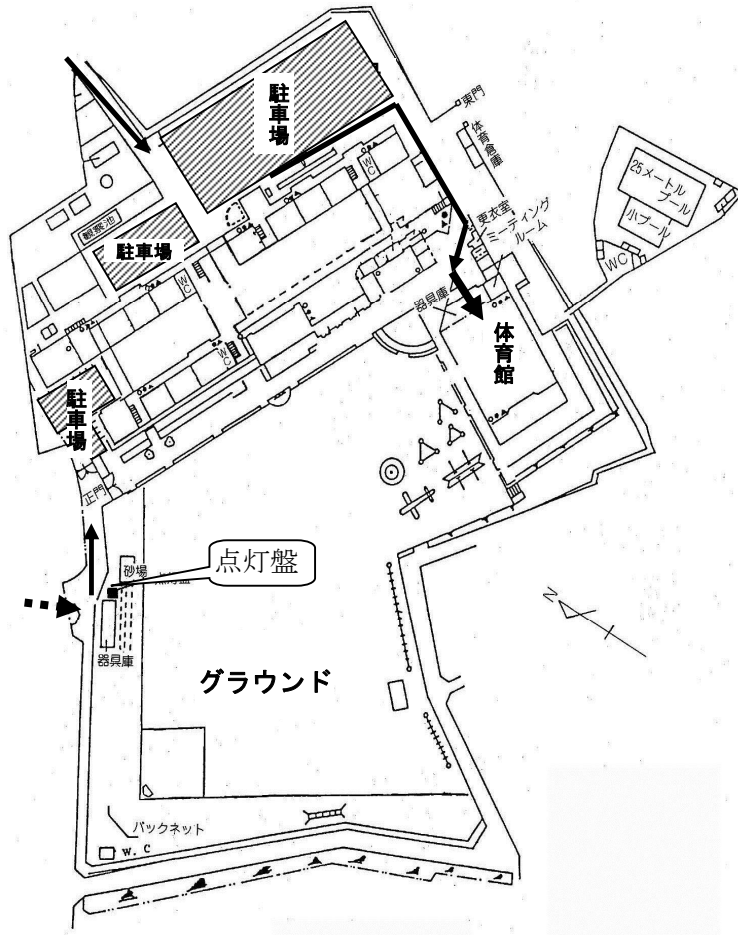 駐車場
東門
体育倉庫
25メートル
プール
小プール
WC
WC
更衣室
ミーティング
ルーム
観察池
駐車場
WC
器具庫
体育館
WC
駐車場
正門
点灯盤
砂場
器具庫
N
グラウンド
バックネット
W.C